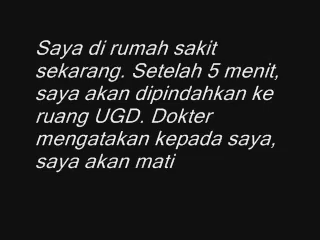 Saya di rumah sakit
sekarang. Setelah 5 menit,
saya akan dipindahkan ke
ruang UGD. Dokter
mengatakan kepada saya,
saya akan mati